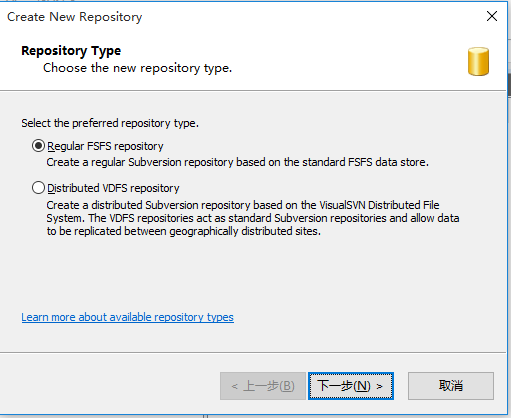 Create New Repository
Repository Type
Choose the new repository type.
Select the preferred repository type.
Regular FSFS repository
Create a regular Subversion repository based on the standard FSFS data store.
Distributed VDFS repository
Create a distributed Subversion repository based on the VisualSVN Distributed File
System. The VDFS repositories act as standard Subversion repositories and allow data
to be replicated between geographically distributed sites.
Learn more about available repository types
< 上一步(B) 下一步(N) > 取消